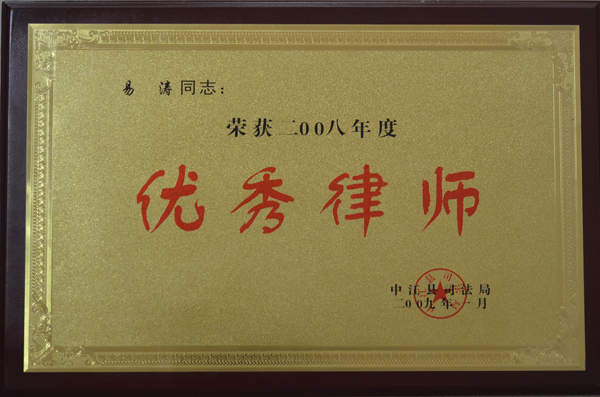 易 涛同志：
荣获二00八年度
优秀律师
中江县司法局
二00九年一月